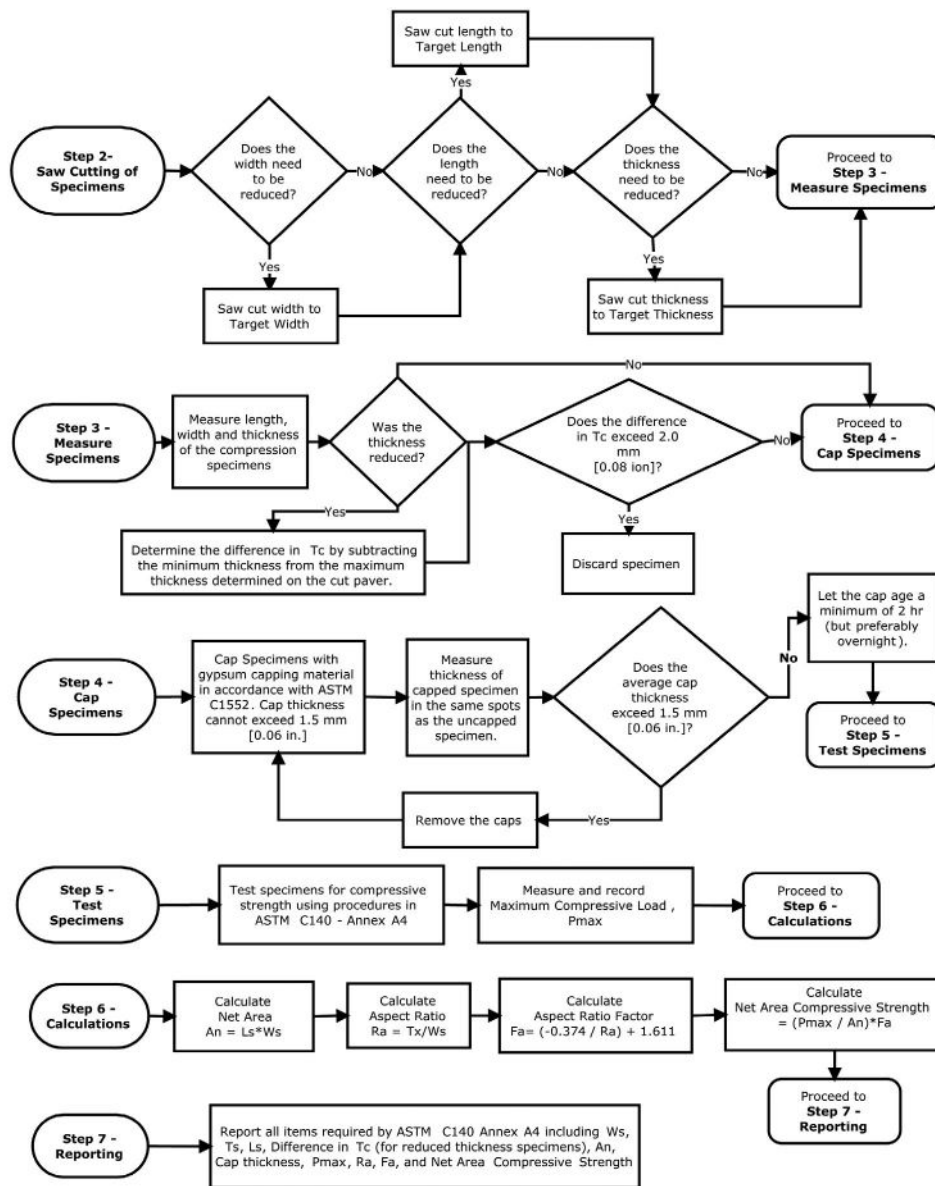 Saw cut length to
Target Length
Yes
Step 2-
Saw Cutting of
Specimens
Does the
width need
to be
reduced?
No
Does the
length
need to be
reduced?
No
Does the
thickness
need to be
reduced?
No
Proceed to
Step 3 -
Measure Specimens
Yes
Saw cut width to
Target Width
Yes
Saw cut thickness
to Target Thickness
No
Step 3 -
Measure
Specimens
Measure length,
width and thickness
of the compression
specimens
Was the
thickness
reduced?
Does the difference
in Tc exceed 2.0
mm
[0.08 ion]?
No
Proceed to
Step 4 -
Cap Specimens
Yes
Determine the difference in Tc by subtracting
the minimum thickness from the maximum
thickness determined on the cut paver.
Yes
Discard specimen
Step 4 -
Cap
Specimens
Cap Specimens with
gypsum capping material
in accordance with ASTM
C1552. Cap thickness
cannot exceed 1.5 mm
[0.06 in.]
Measure
thickness of
capped specimen
in the same spots
as the uncapped
specimen.
Does the
average cap
thickness
exceed 1.5 mm
[0.06 in.]?
No
Let the cap age a
minimum of 2 hr
(but preferably
overnight).
Proceed to
Step 5 -
Test Specimens
Yes
Remove the caps
Step 5 -
Test
Specimens
Test specimens for compressive
strength using procedures in
ASTM C140 - Annex A4
Measure and record
Maximum Compressive Load ,
Pmax
Proceed to
Step 6 -
Calculations
Step 6 -
Calculations
Calculate
Net Area
An = Ls*Ws
Calculate
Aspect Ratio
Ra = Tx/Ws
Calculate
Aspect Ratio Factor
Fa= (-0.374 / Ra) + 1.611
Calculate
Net Area Compressive Strength
= (Pmax / An)*Fa
Proceed to
Step 7 -
Reporting
Step 7 -
Reporting
Report all items required by ASTM C140 Annex A4 including Ws,
Ts, Ls, Difference in Tc (for reduced thickness specimens), An,
Cap thickness, Pmax, Ra, Fa, and Net Area Compressive Strength